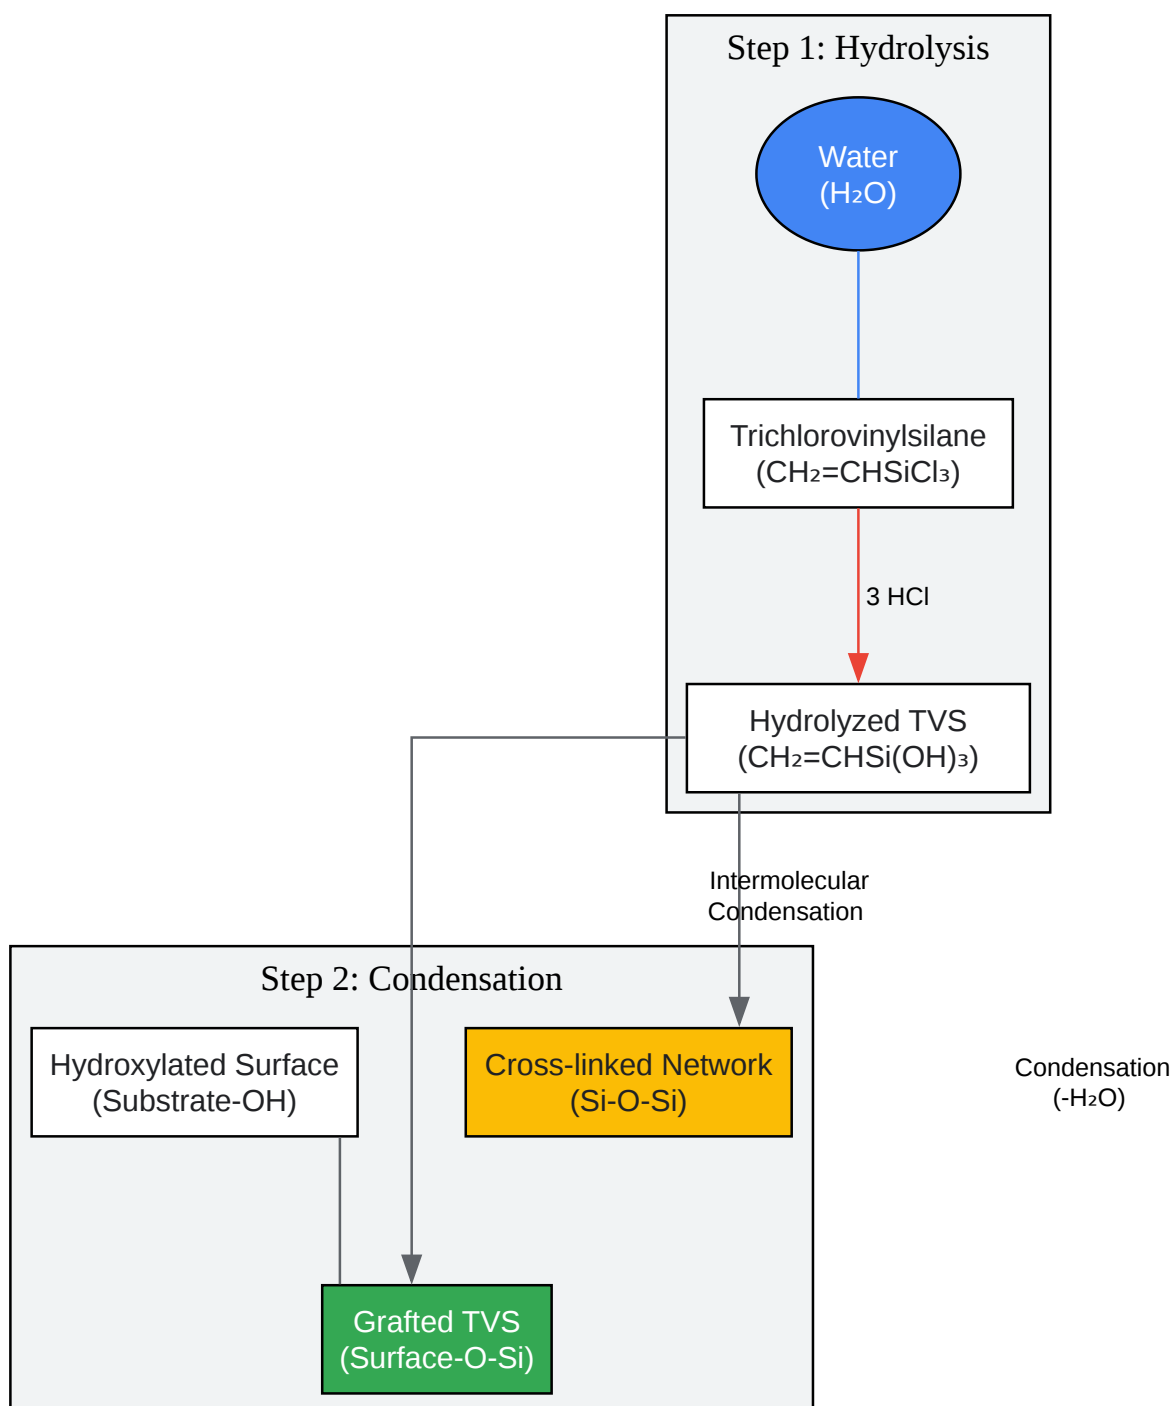 Step 1: Hydrolysis
Water
(H₂O)
Trichlorovinylsilane
(CH₂=CHSiCl₃)
3 HCl
Hydrolyzed TVS
(CH₂=CHSi(OH)₃)
Intermolecular
Condensation
Step 2: Condensation
Hydroxylated Surface
(Substrate-OH)
Cross-linked Network
(Si-O-Si)
Condensation
(-H₂O)
Grafted TVS
(Surface-O-Si)